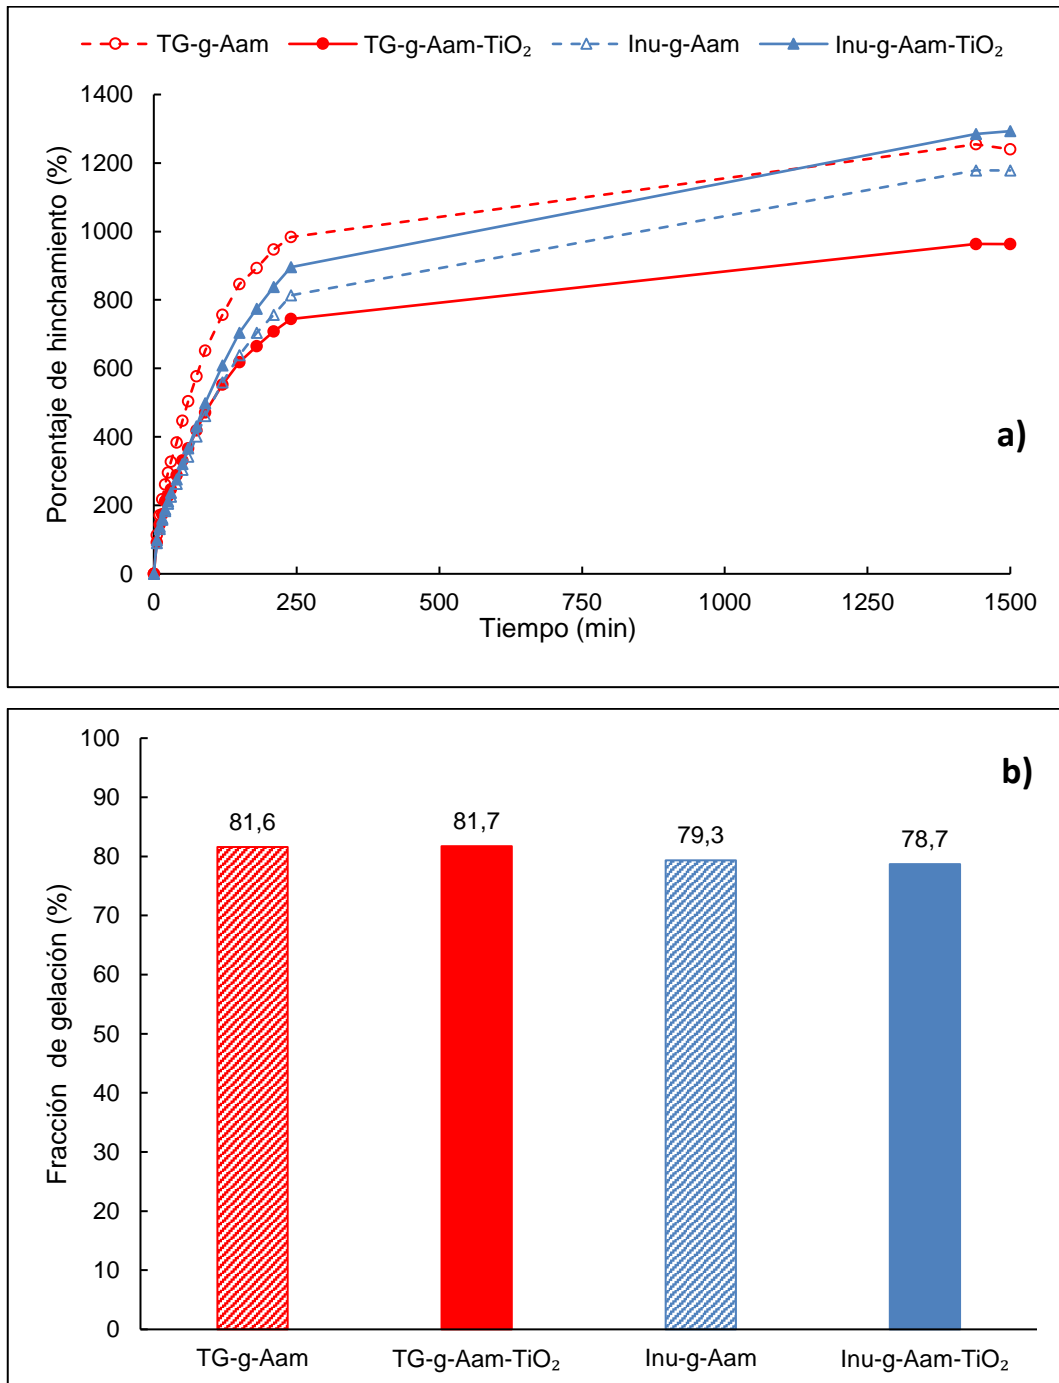 TG-g-Aam TG-g-Aam-TiO₂ Inu-g-Aam Inu-g-Aam-TiO₂
1400
1200
1000
800
600
400
200
0
Porcentaje de hinchamiento (%)
a)
0 250 500 750 1000 1250 1500
Tiempo (min)
b)
100
90
80
70
60
50
40
30
20
10
0
Fracción de gelación (%)
81,6 81,7 79,3 78,7
TG-g-Aam TG-g-Aam-TiO₂ Inu-g-Aam Inu-g-Aam-TiO₂